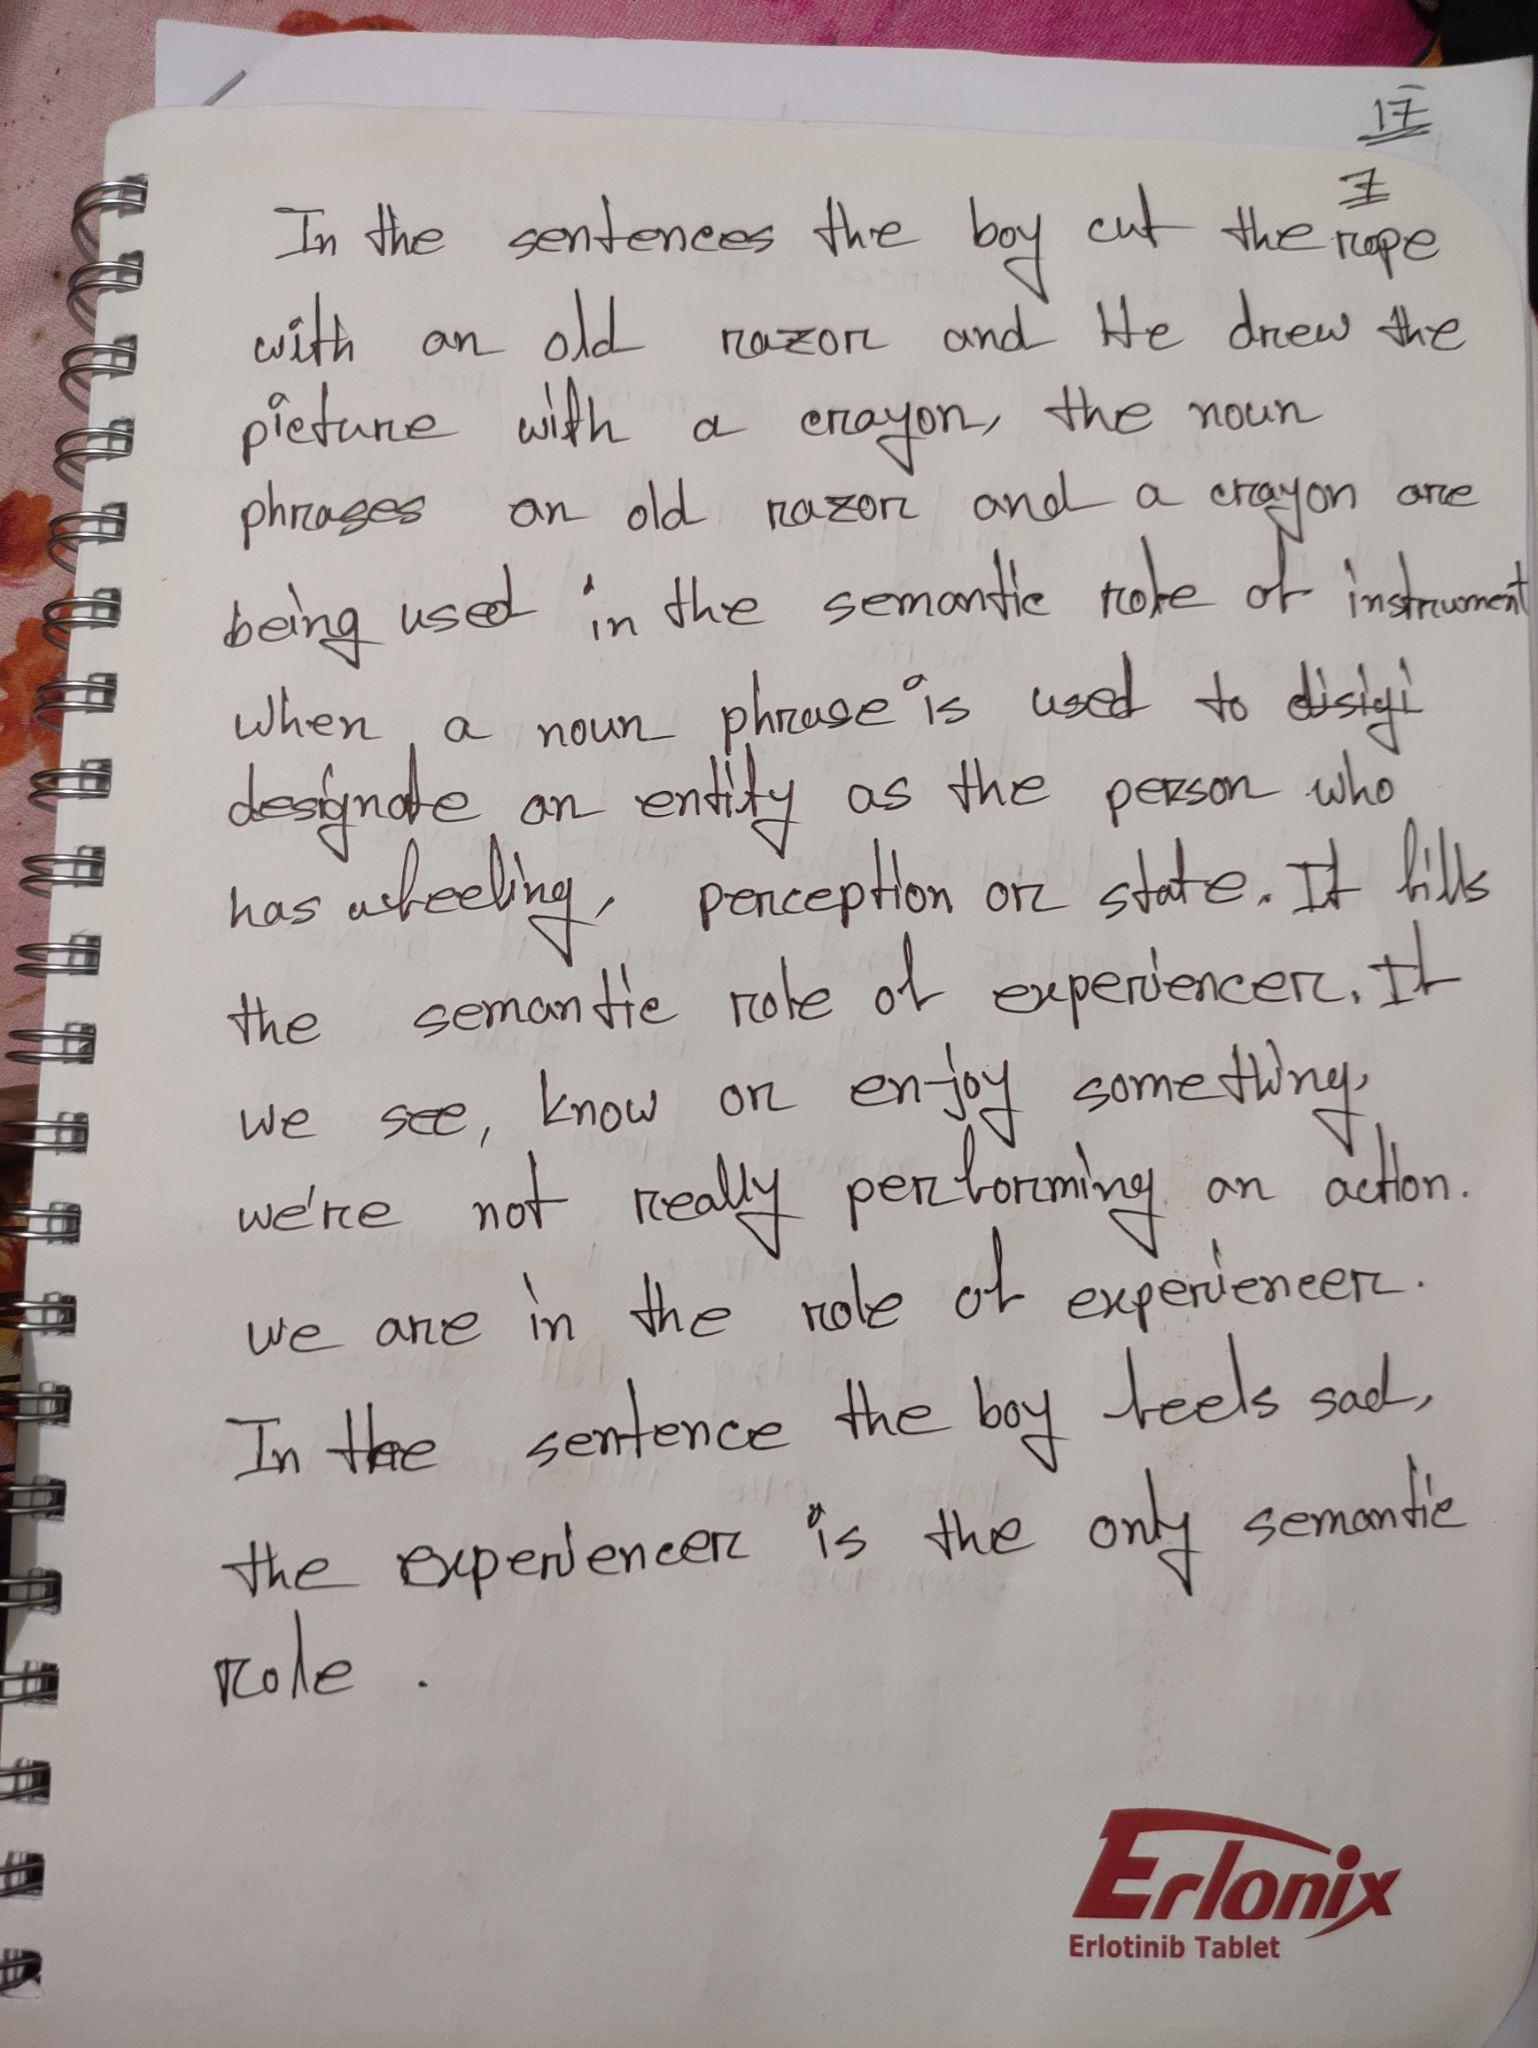 17
7
In the sentences the boy cut the rope
with an old razor and He drew the
picture with a crayon, the noun
phrases an old razor and a crayon are
being used in the semantic role of instrument
when a noun phrase is used to disigi
designate an entity as the person who
has a feeling, perception or state. It fills
the semantic role of experiencer. If
we see, know or enjoy something,
we're not really performing an action.
we are in the role of experiencer.
In the sentence the boy feels sad,
the experiencer is the only semantic
role.
Erlonix
Erlotinib Tablet